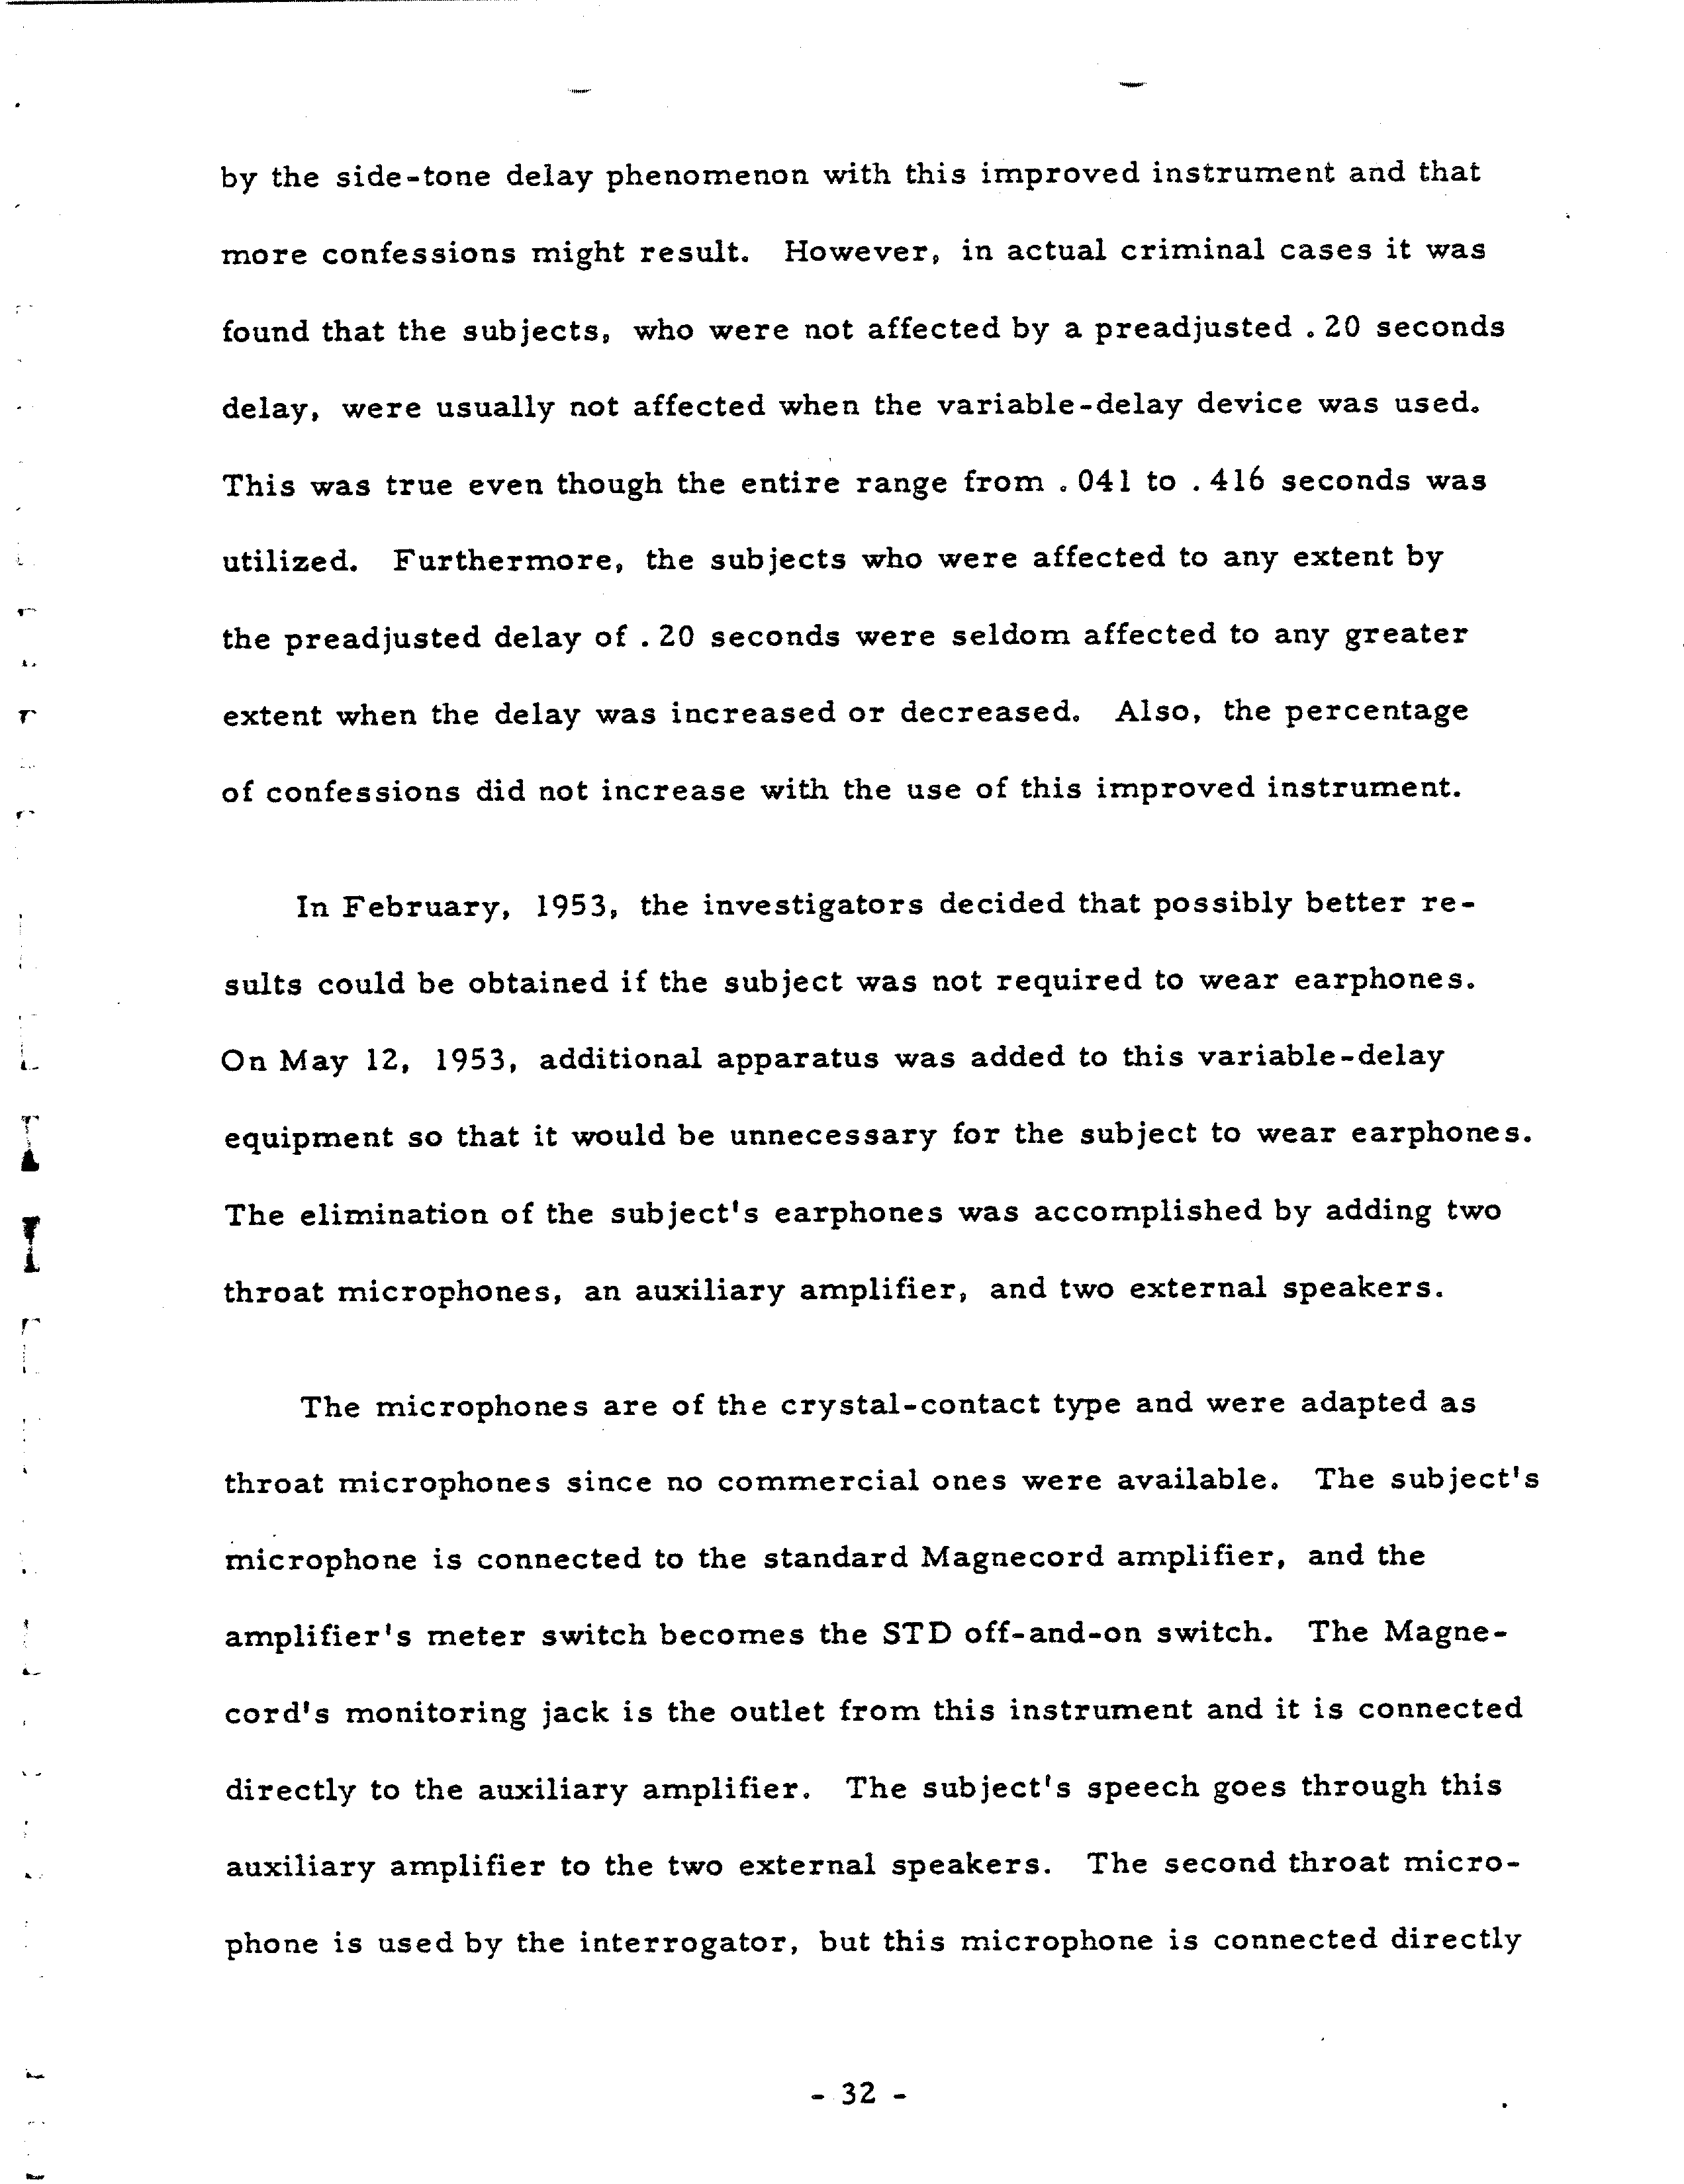 by the side-tone delay phenomenon with this improved instrument and that
more confessions might result. However, in actual criminal cases it was
found that the subjects, who were not affected by a preadjusted .20 seconds
delay, were usually not affected when the variable-delay device was used.
This was true even though the entire range from .041 to .416 seconds was
utilized. Furthermore, the subjects who were affected to any extent by
the preadjusted delay of .20 seconds were seldom affected to any greater
extent when the delay was increased or decreased. Also, the percentage
of confessions did not increase with the use of this improved instrument.
In February, 1953, the investigators decided that possibly better re-
sults could be obtained if the subject was not required to wear earphones.
On May 12, 1953, additional apparatus was added to this variable-delay
equipment so that it would be unnecessary for the subject to wear earphones.
The elimination of the subject's earphones was accomplished by adding two
throat microphones, an auxiliary amplifier, and two external speakers.
The microphones are of the crystal-contact type and were adapted as
throat microphones since no commercial ones were available. The subject's
microphone is connected to the standard Magnecord amplifier, and the
amplifier's meter switch becomes the STD off-and-on switch. The Magne-
cord's monitoring jack is the outlet from this instrument and it is connected
directly to the auxiliary amplifier. The subject's speech goes through this
auxiliary amplifier to the two external speakers. The second throat micro-
phone is used by the interrogator, but this microphone is connected directly
- 32 -